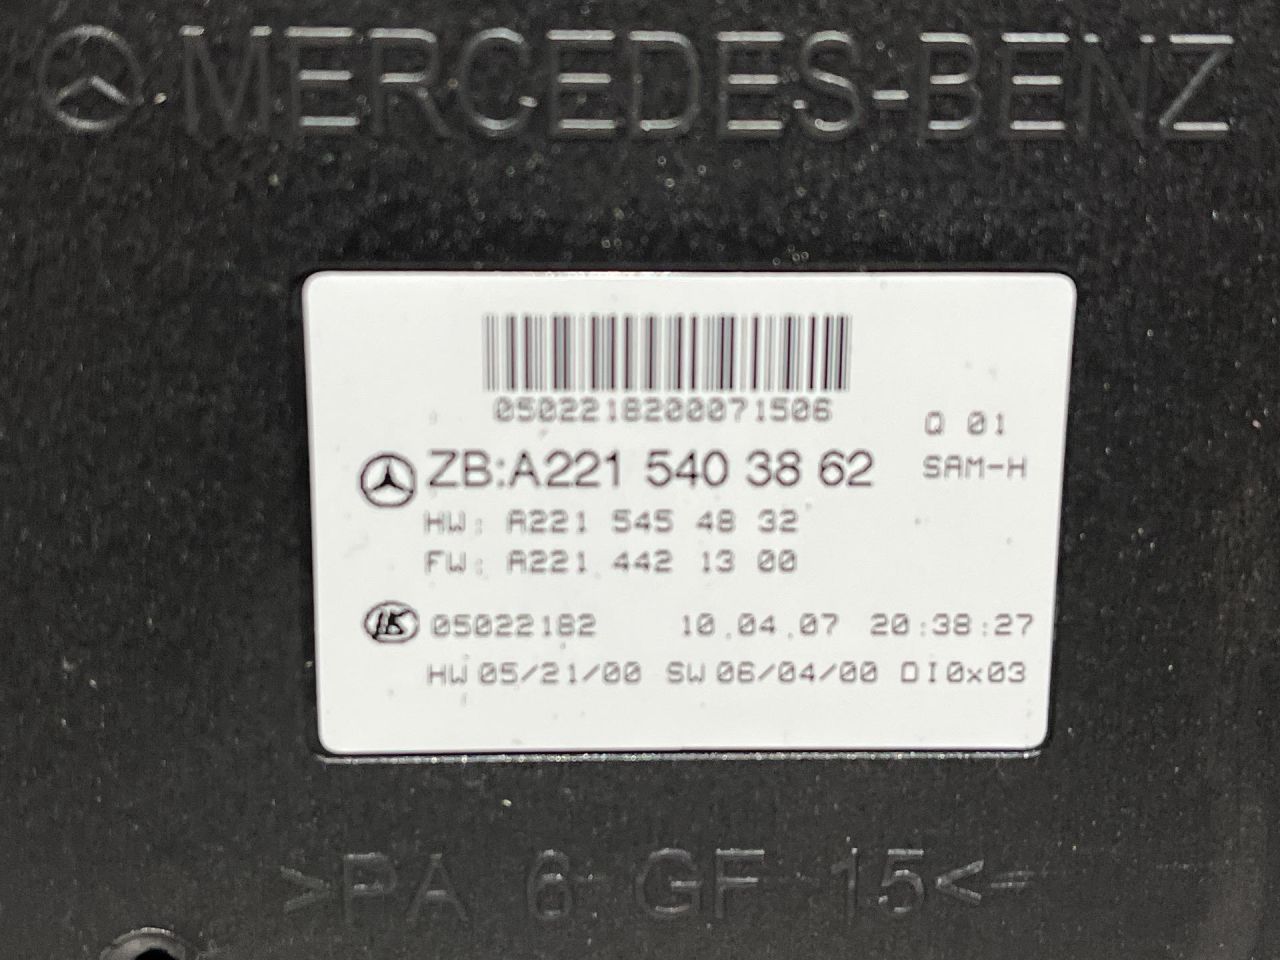 MERCEDES-BENZ
0502218200071506
Q 01
ZB:A221 540 38 62
SAM-H
HW: A221 545 48 32
FW: A221 442 13 00
05022182 10.04.07 20:38:27
HW 05/21/00 SW 06/04/00 DI0x03
>PA 6 GF 15<